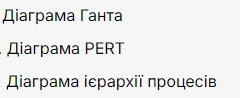 Діаграма Ганта
. Діаграма PERT
. Діаграма ієрархії процесів